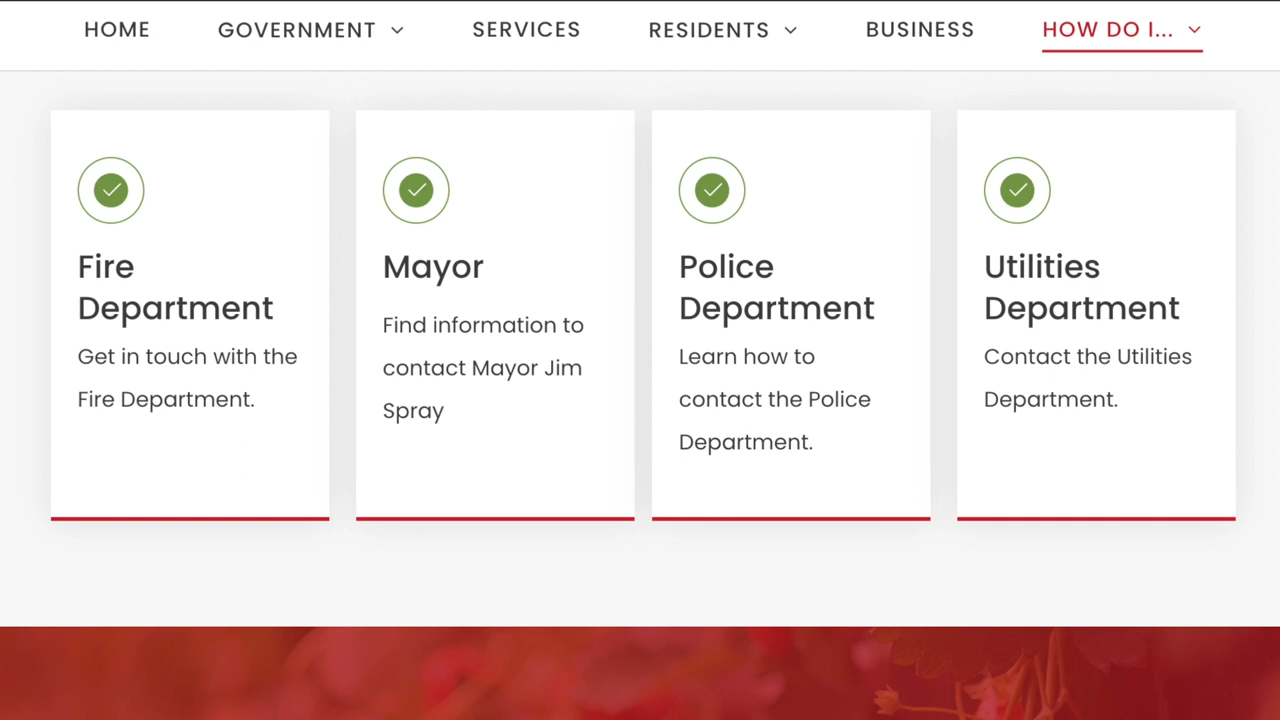 HOME GOVERNMENT SERVICES RESIDENTS BUSINESS HOW DO I...
Fire
Department
Get in touch with the
Fire Department.
Mayor
Find information to
contact Mayor Jim
Spray
Police
Department
Learn how to
contact the Police
Department.
Utilities
Department
Contact the Utilities
Department.